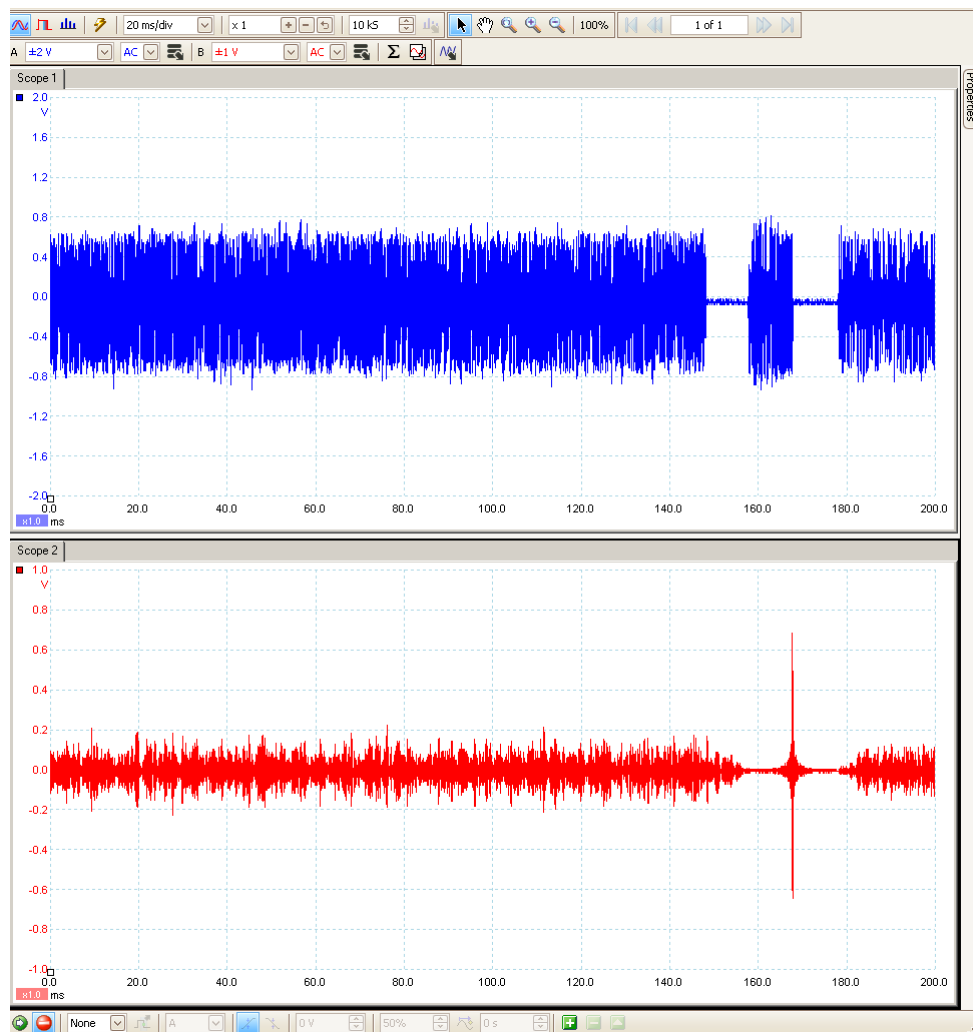 20 ms/div x 1 10 kS 100% 1 of 1
A ±2 V AC B ±1 V AC Σ
Scope 1
Properties
2.0
V
1.6
1.2
0.8
0.4
0.0
-0.4
-0.8
-1.2
-1.6
-2.0
0.0 20.0 40.0 60.0 80.0 100.0 120.0 140.0 160.0 180.0 200.0
x1.0 ms
Scope 2
1.0
V
0.8
0.6
0.4
0.2
0.0
-0.2
-0.4
-0.6
-0.8
-1.0
0.0 20.0 40.0 60.0 80.0 100.0 120.0 140.0 160.0 180.0 200.0
x1.0 ms
None A 0 V 50% 0 s